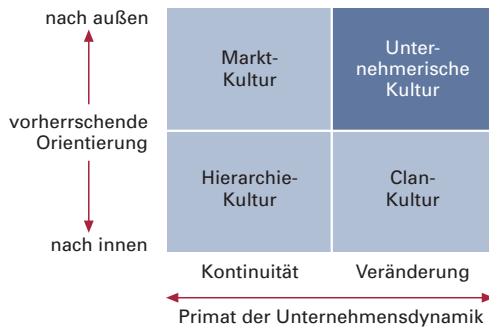 nach außen
Markt-
Kultur
Unter-
nehmerische
Kultur
vorherrschende
Orientierung
Hierarchie-
Kultur
Clan-
Kultur
nach innen
Kontinuität
Veränderung
Primat der Unternehmensdynamik